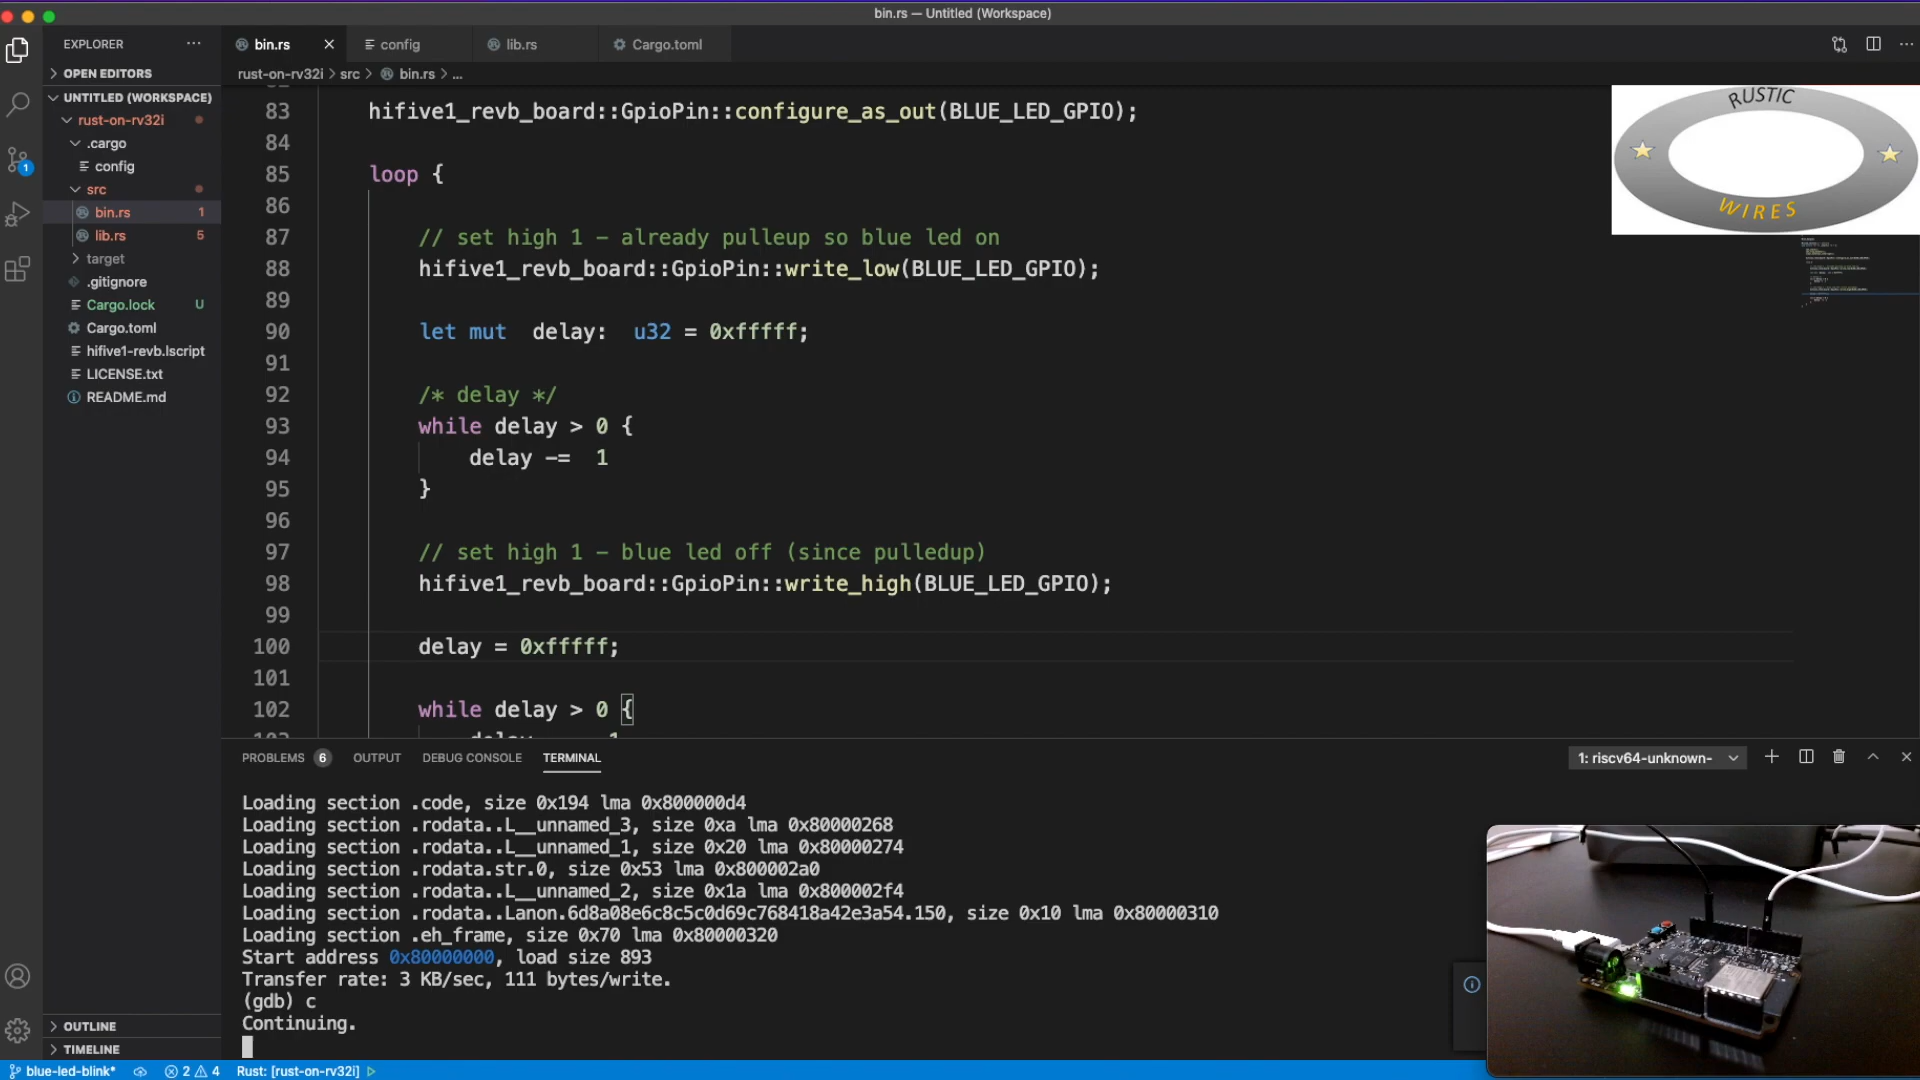 bin.rs — Untitled (Workspace)
EXPLORER
bin.rs
config
lib.rs
Cargo.toml
OPEN EDITORS
rust-on-rv32i > src > bin.rs > ...
UNTITLED (WORKSPACE)
rust-on-rv32i
.cargo
config
src
bin.rs 1
lib.rs 5
target
.gitignore
Cargo.lock U
Cargo.toml
hifive1-revb.lscript
LICENSE.txt
README.md
OUTLINE
TIMELINE
1
83 hifive1_revb_board::GpioPin::configure_as_out(BLUE_LED_GPIO);
84
85 loop {
86
87 // set high 1 – already pulleup so blue led on
88 hifive1_revb_board::GpioPin::write_low(BLUE_LED_GPIO);
89
90 let mut  delay:  u32 = 0xfffff;
91
92 /* delay */
93 while delay > 0 {
94 delay -=  1
95 }
96
97 // set high 1 – blue led off (since pulledup)
98 hifive1_revb_board::GpioPin::write_high(BLUE_LED_GPIO);
99
100 delay = 0xfffff;
101
102 while delay > 0 {
RUSTIC
WIRES
PROBLEMS 6 OUTPUT DEBUG CONSOLE TERMINAL
1: riscv64-unknown-
Loading section .code, size 0x194 lma 0x800000d4
Loading section .rodata..L__unnamed_3, size 0xa lma 0x80000268
Loading section .rodata..L__unnamed_1, size 0x20 lma 0x80000274
Loading section .rodata.str.0, size 0x53 lma 0x800002a0
Loading section .rodata..L__unnamed_2, size 0x1a lma 0x800002f4
Loading section .rodata..Lanon.6d8a08e6c8c5c0d69c768418a42e3a54.150, size 0x10 lma 0x80000310
Loading section .eh_frame, size 0x70 lma 0x80000320
Start address 0x80000000, load size 893
Transfer rate: 3 KB/sec, 111 bytes/write.
(gdb) c
Continuing.
blue-led-blink* 2 4 Rust: [rust-on-rv32i]